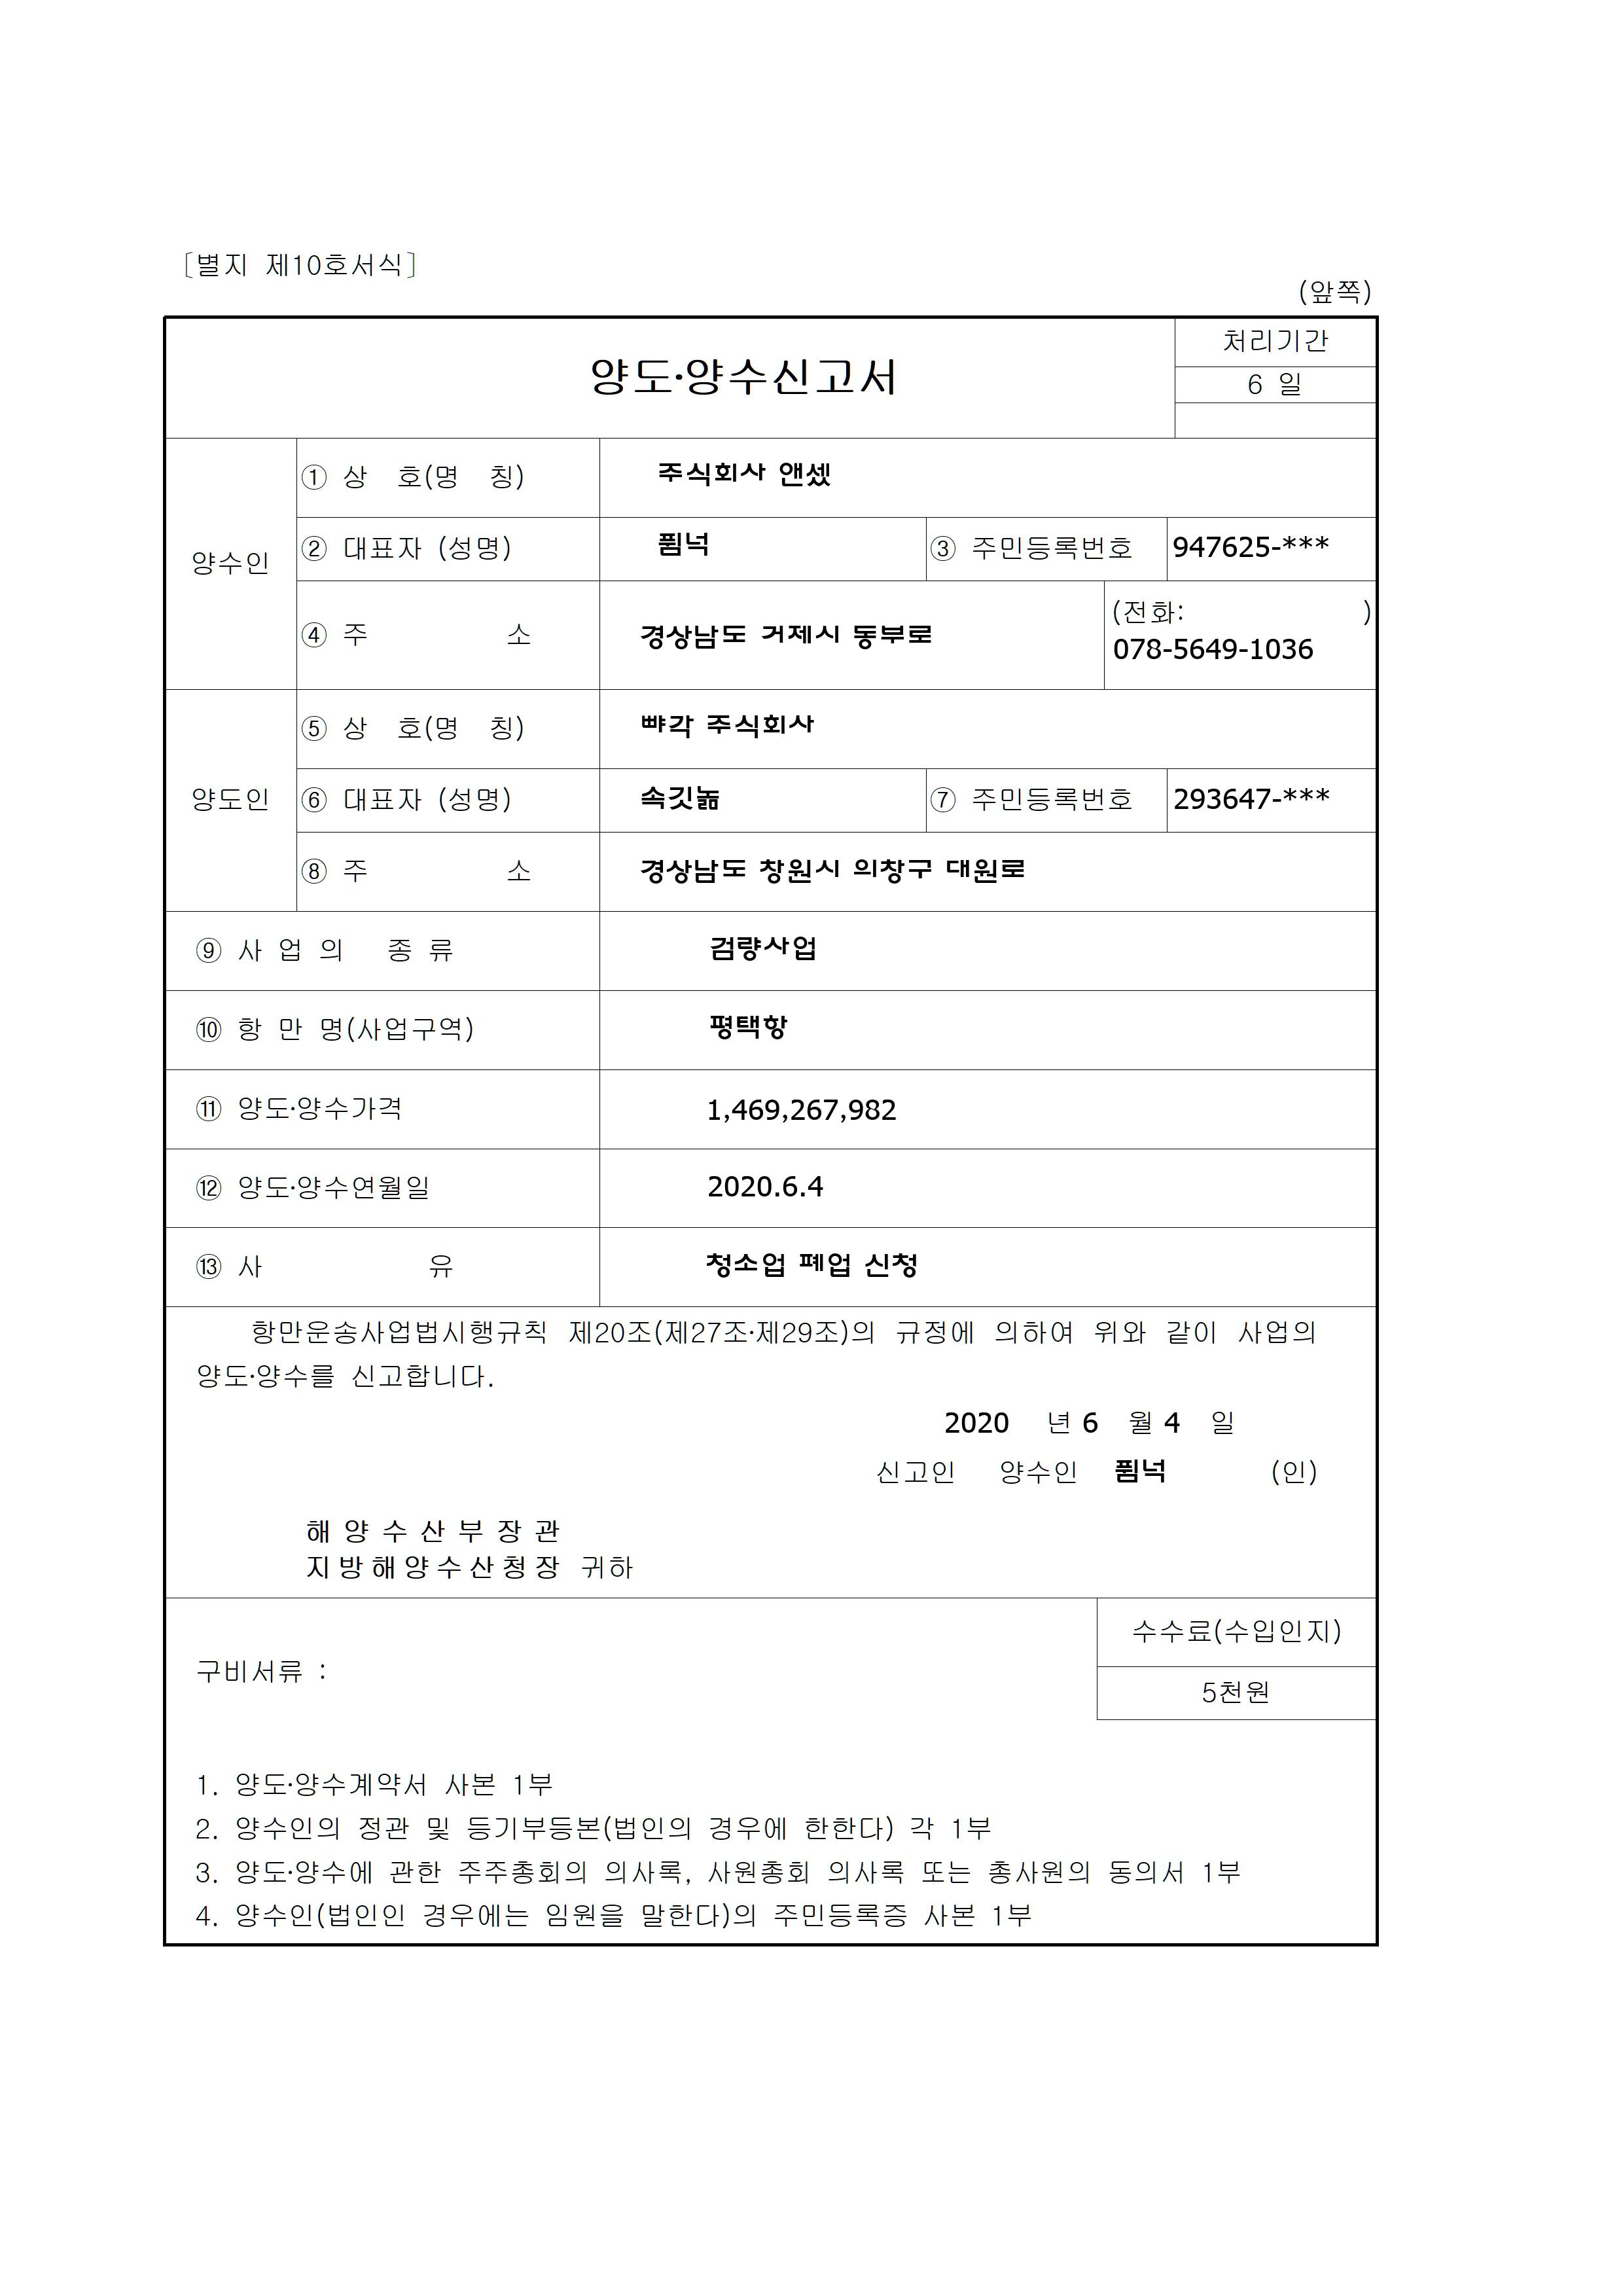 [별지 제10호서식]
(앞쪽)
양도·양수신고서
처리기간
6 일
양수인
① 상 호(명 칭)
주식회사 앤셌
② 대표자 (성명)
픰넉
③ 주민등록번호
947625-***
④ 주 소
경상남도 거제시 동부로
(전화: )
078-5649-1036
양도인
⑤ 상 호(명 칭)
뺘각 주식회사
⑥ 대표자 (성명)
속깃놂
⑦ 주민등록번호
293647-***
⑧ 주 소
경상남도 창원시 의창구 대원로
⑨ 사 업 의 종 류
검량사업
⑩ 항 만 명(사업구역)
평택항
⑪ 양도·양수가격
1,469,267,982
⑫ 양도·양수연월일
2020.6.4
⑬ 사 유
청소업 폐업 신청
항만운송사업법시행규칙 제20조(제27조·제29조)의 규정에 의하여 위와 같이 사업의
양도·양수를 신고합니다.
2020 년 6 월 4 일
신고인 양수인 픰넉 (인)
해 양 수 산 부 장 관
지 방 해 양 수 산 청 장 귀하
구비서류 :
수수료(수입인지)
5천원
1. 양도·양수계약서 사본 1부
2. 양수인의 정관 및 등기부등본(법인의 경우에 한한다) 각 1부
3. 양도·양수에 관한 주주총회의 의사록, 사원총회 의사록 또는 총사원의 동의서 1부
4. 양수인(법인인 경우에는 임원을 말한다)의 주민등록증 사본 1부